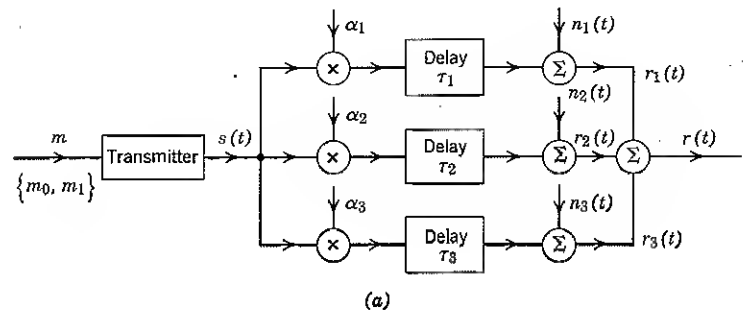 α₁ n₁(t)
× Delay τ₁ Σ r₁(t)
α₂ n₂(t)
m Transmitter s(t) × Delay τ₂ Σ r₂(t) Σ r(t)
{m₀, m₁}
α₃ n₃(t)
× Delay τ₃ Σ r₃(t)
(a)